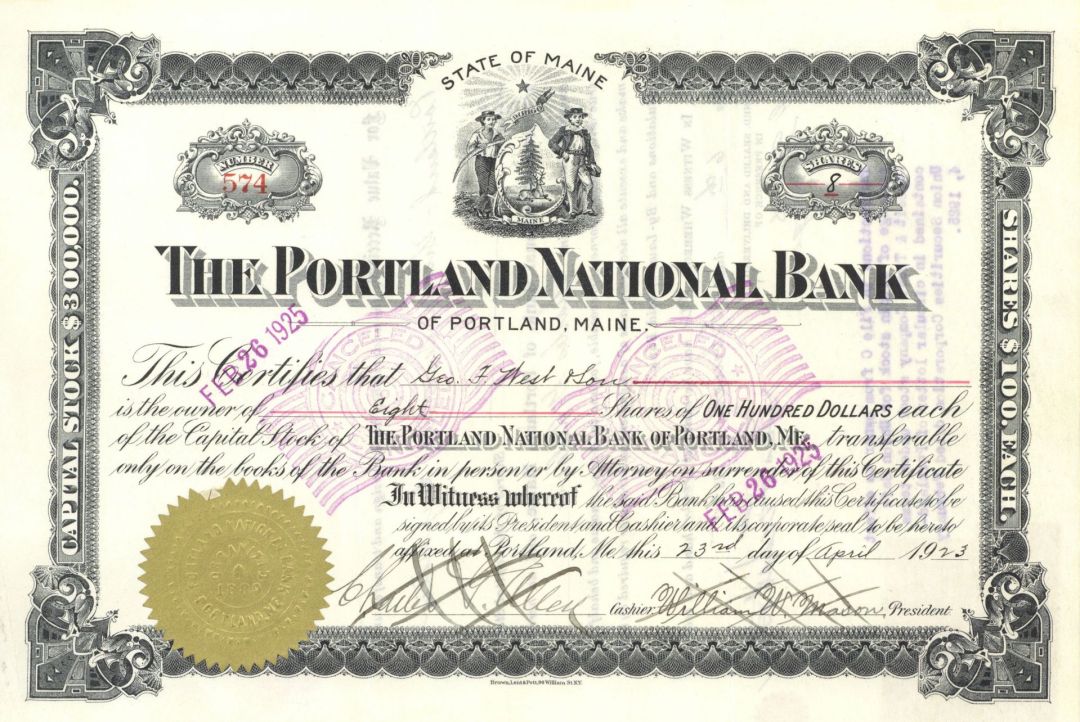 STATE OF MAINE
NUMBER
574
SHARES
8
MAINE
THE PORTLAND NATIONAL BANK
OF PORTLAND, MAINE.
CAPITAL STOCK $300,000.
SHARES $100. EACH.
FEB 26 1925
CANCELED
CANCELED
This Certifies that Geo. F. West & Son
is the owner of Eight Shares of ONE HUNDRED DOLLARS each
of the Capital Stock of THE PORTLAND NATIONAL BANK OF PORTLAND, ME. transferable
only on the books of the Bank in person or by Attorney on surrender of this Certificate
In Witness whereof the said Bank has caused this Certificate to be
signed by its President and Cashier and its corporate seal to be hereto
affixed at Portland, Me. this 23rd day of April 1923
FEB 26 1925
Charles Allen Cashier. William W. Mason, President
Brown, Lent & Pett, 96 William St. N.Y.